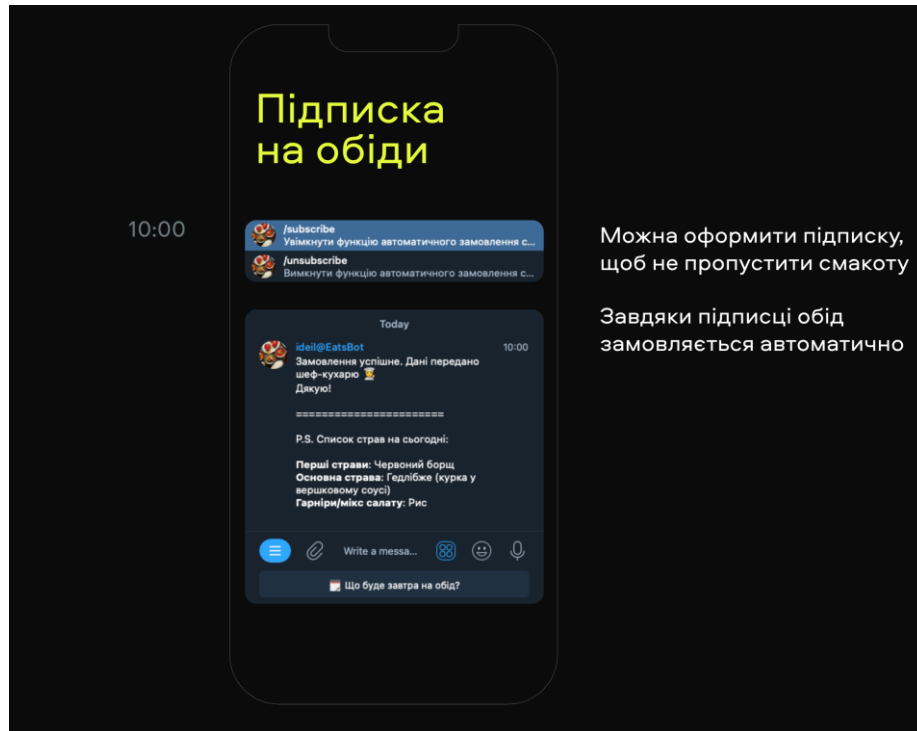 Підписка
на обіди
10:00
/subscribe
Увімкнути функцію автоматичного замовлення с...
/unsubscribe
Вимкнути функцію автоматичного замовлення с...
Можна оформити підписку,
щоб не пропустити смакоту
Завдяки підписці обід
замовляється автоматично
Today
ideil@EatsBot 10:00
Замовлення успішне. Дані передано
шеф-кухарю
Дякую!
=======================
P.S. Список страв на сьогодні:
Перші страви: Червоний борщ
Основна страва: Гедлібже (курка у
вершковому соусі)
Гарніри/мікс салату: Рис
Write a messa...
Що буде завтра на обід?